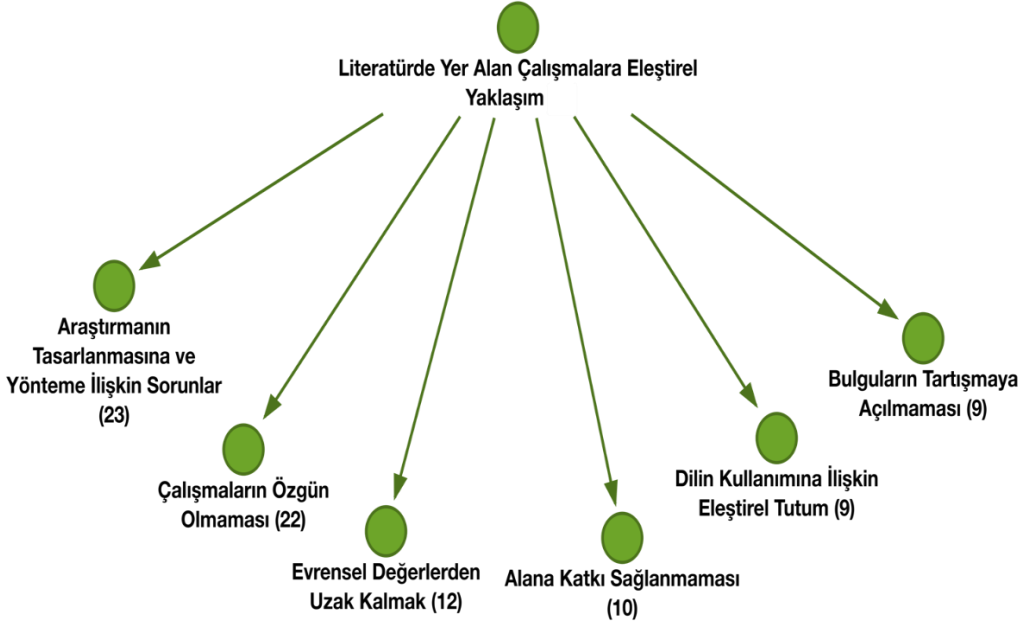 Literatürde Yer Alan Çalışmalara Eleştirel
Yaklaşım
Araştırmanın
Tasarlanmasına ve
Yönteme İlişkin Sorunlar
(23)
Çalışmaların Özgün
Olmaması (22)
Evrensel Değerlerden
Uzak Kalmak (12)
Alana Katkı Sağlanmaması
(10)
Dilin Kullanımına İlişkin
Eleştirel Tutum (9)
Bulguların Tartışmaya
Açılmaması (9)